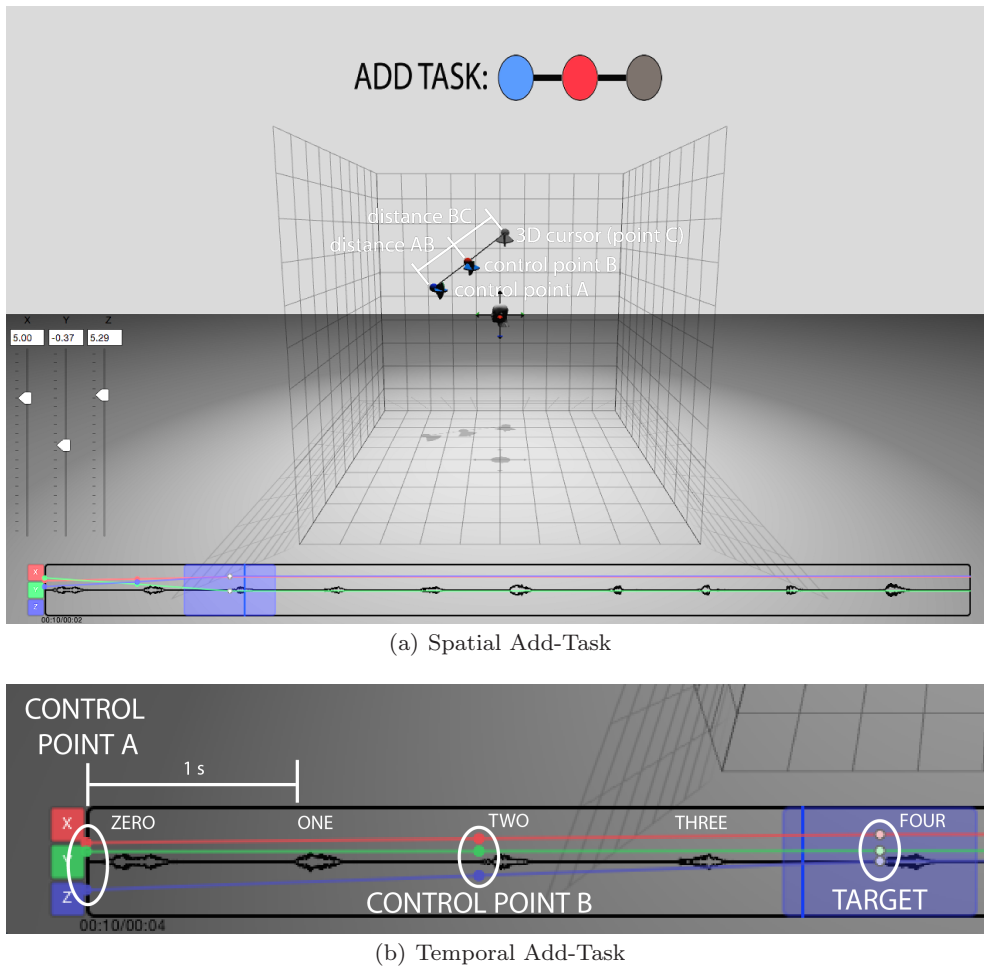 ADD TASK:
distance BC
3D cursor (point C)
distance AB
control point B
control point A
X Y Z
5.00 -0.37 5.29
X
Y
Z
00:10/00:02
(a) Spatial Add-Task
CONTROL
POINT A
1 s
X ZERO ONE TWO THREE FOUR
Y
Z
CONTROL POINT B TARGET
00:10/00:04
(b) Temporal Add-Task